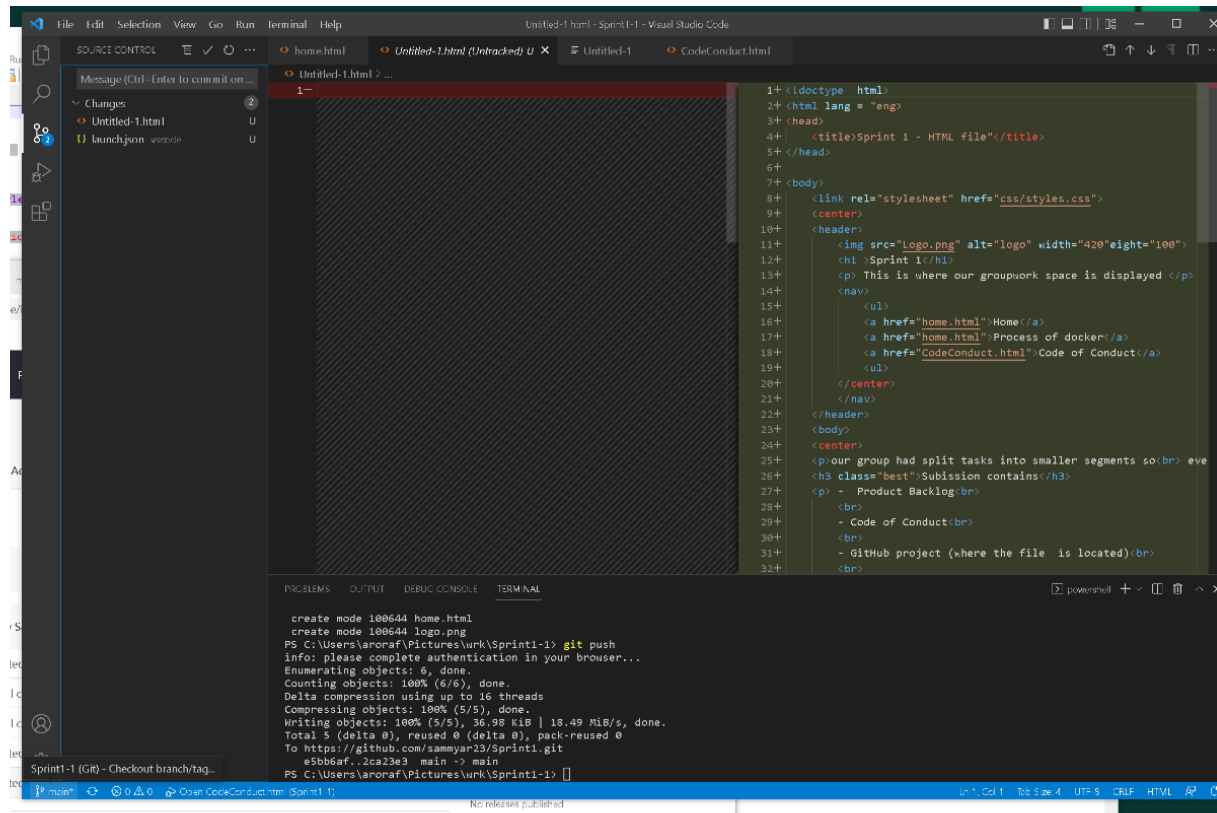 File Edit Selection View Go Run Terminal Help
Untitled-1.html - Sprint1-1 - Visual Studio Code
SOURCE CONTROL
home.html
Untitled-1.html (Untracked) U
Untitled-1
CodeConduct.html
Message (Ctrl+Enter to commit on ...
Untitled-1.html > ...
Changes 2
Untitled-1.html U
launch.json .vscode U
2
1-
1+ <!doctype  html>
2+ <html lang = "eng>
3+ <head>
4+ <title>Sprint 1 - HTML file"</title>
5+ </head>
6+
7+ <body>
8+ <link rel="stylesheet" href="css/styles.css">
9+ <center>
10+ <header>
11+ <img src="Logo.png" alt="logo" width="420"eight="100">
12+ <h1 >Sprint 1</h1>
13+ <p> This is where our groupwork space is displayed </p>
14+ <nav>
15+ <ul>
16+ <a href="home.html">Home</a>
17+ <a href="home.html">Process of docker</a>
18+ <a href="CodeConduct.html">Code of Conduct</a>
19+ <ul>
20+ </center>
21+ </nav>
22+ </header>
23+ <body>
24+ <center>
25+ <p>our group had split tasks into smaller segments so<br> eve
26+ <h3 class="best">Subission contains</h3>
27+ <p> -  Product Backlog<br>
28+ <br>
29+ - Code of Conduct<br>
30+ <br>
31+ - GitHub project (where the file  is located)<br>
32+ <br>
PROBLEMS OUTPUT DEBUG CONSOLE TERMINAL
powershell
create mode 100644 home.html
create mode 100644 logo.png
PS C:\Users\aroraf\Pictures\wrk\Sprint1-1> git push
info: please complete authentication in your browser...
Enumerating objects: 6, done.
Counting objects: 100% (6/6), done.
Delta compression using up to 16 threads
Compressing objects: 100% (5/5), done.
Writing objects: 100% (5/5), 36.98 KiB | 18.49 MiB/s, done.
Total 5 (delta 0), reused 0 (delta 0), pack-reused 0
To https://github.com/sammyar23/Sprint1.git
e5bb6af..2ca23e3  main -> main
PS C:\Users\aroraf\Pictures\wrk\Sprint1-1>
Sprint1-1 (Git) - Checkout branch/tag...
main* 0 0 Open CodeConduct.html (Sprint1-1)
Ln 1, Col 1 Tab Size: 4 UTF-8 CRLF HTML
No releases published